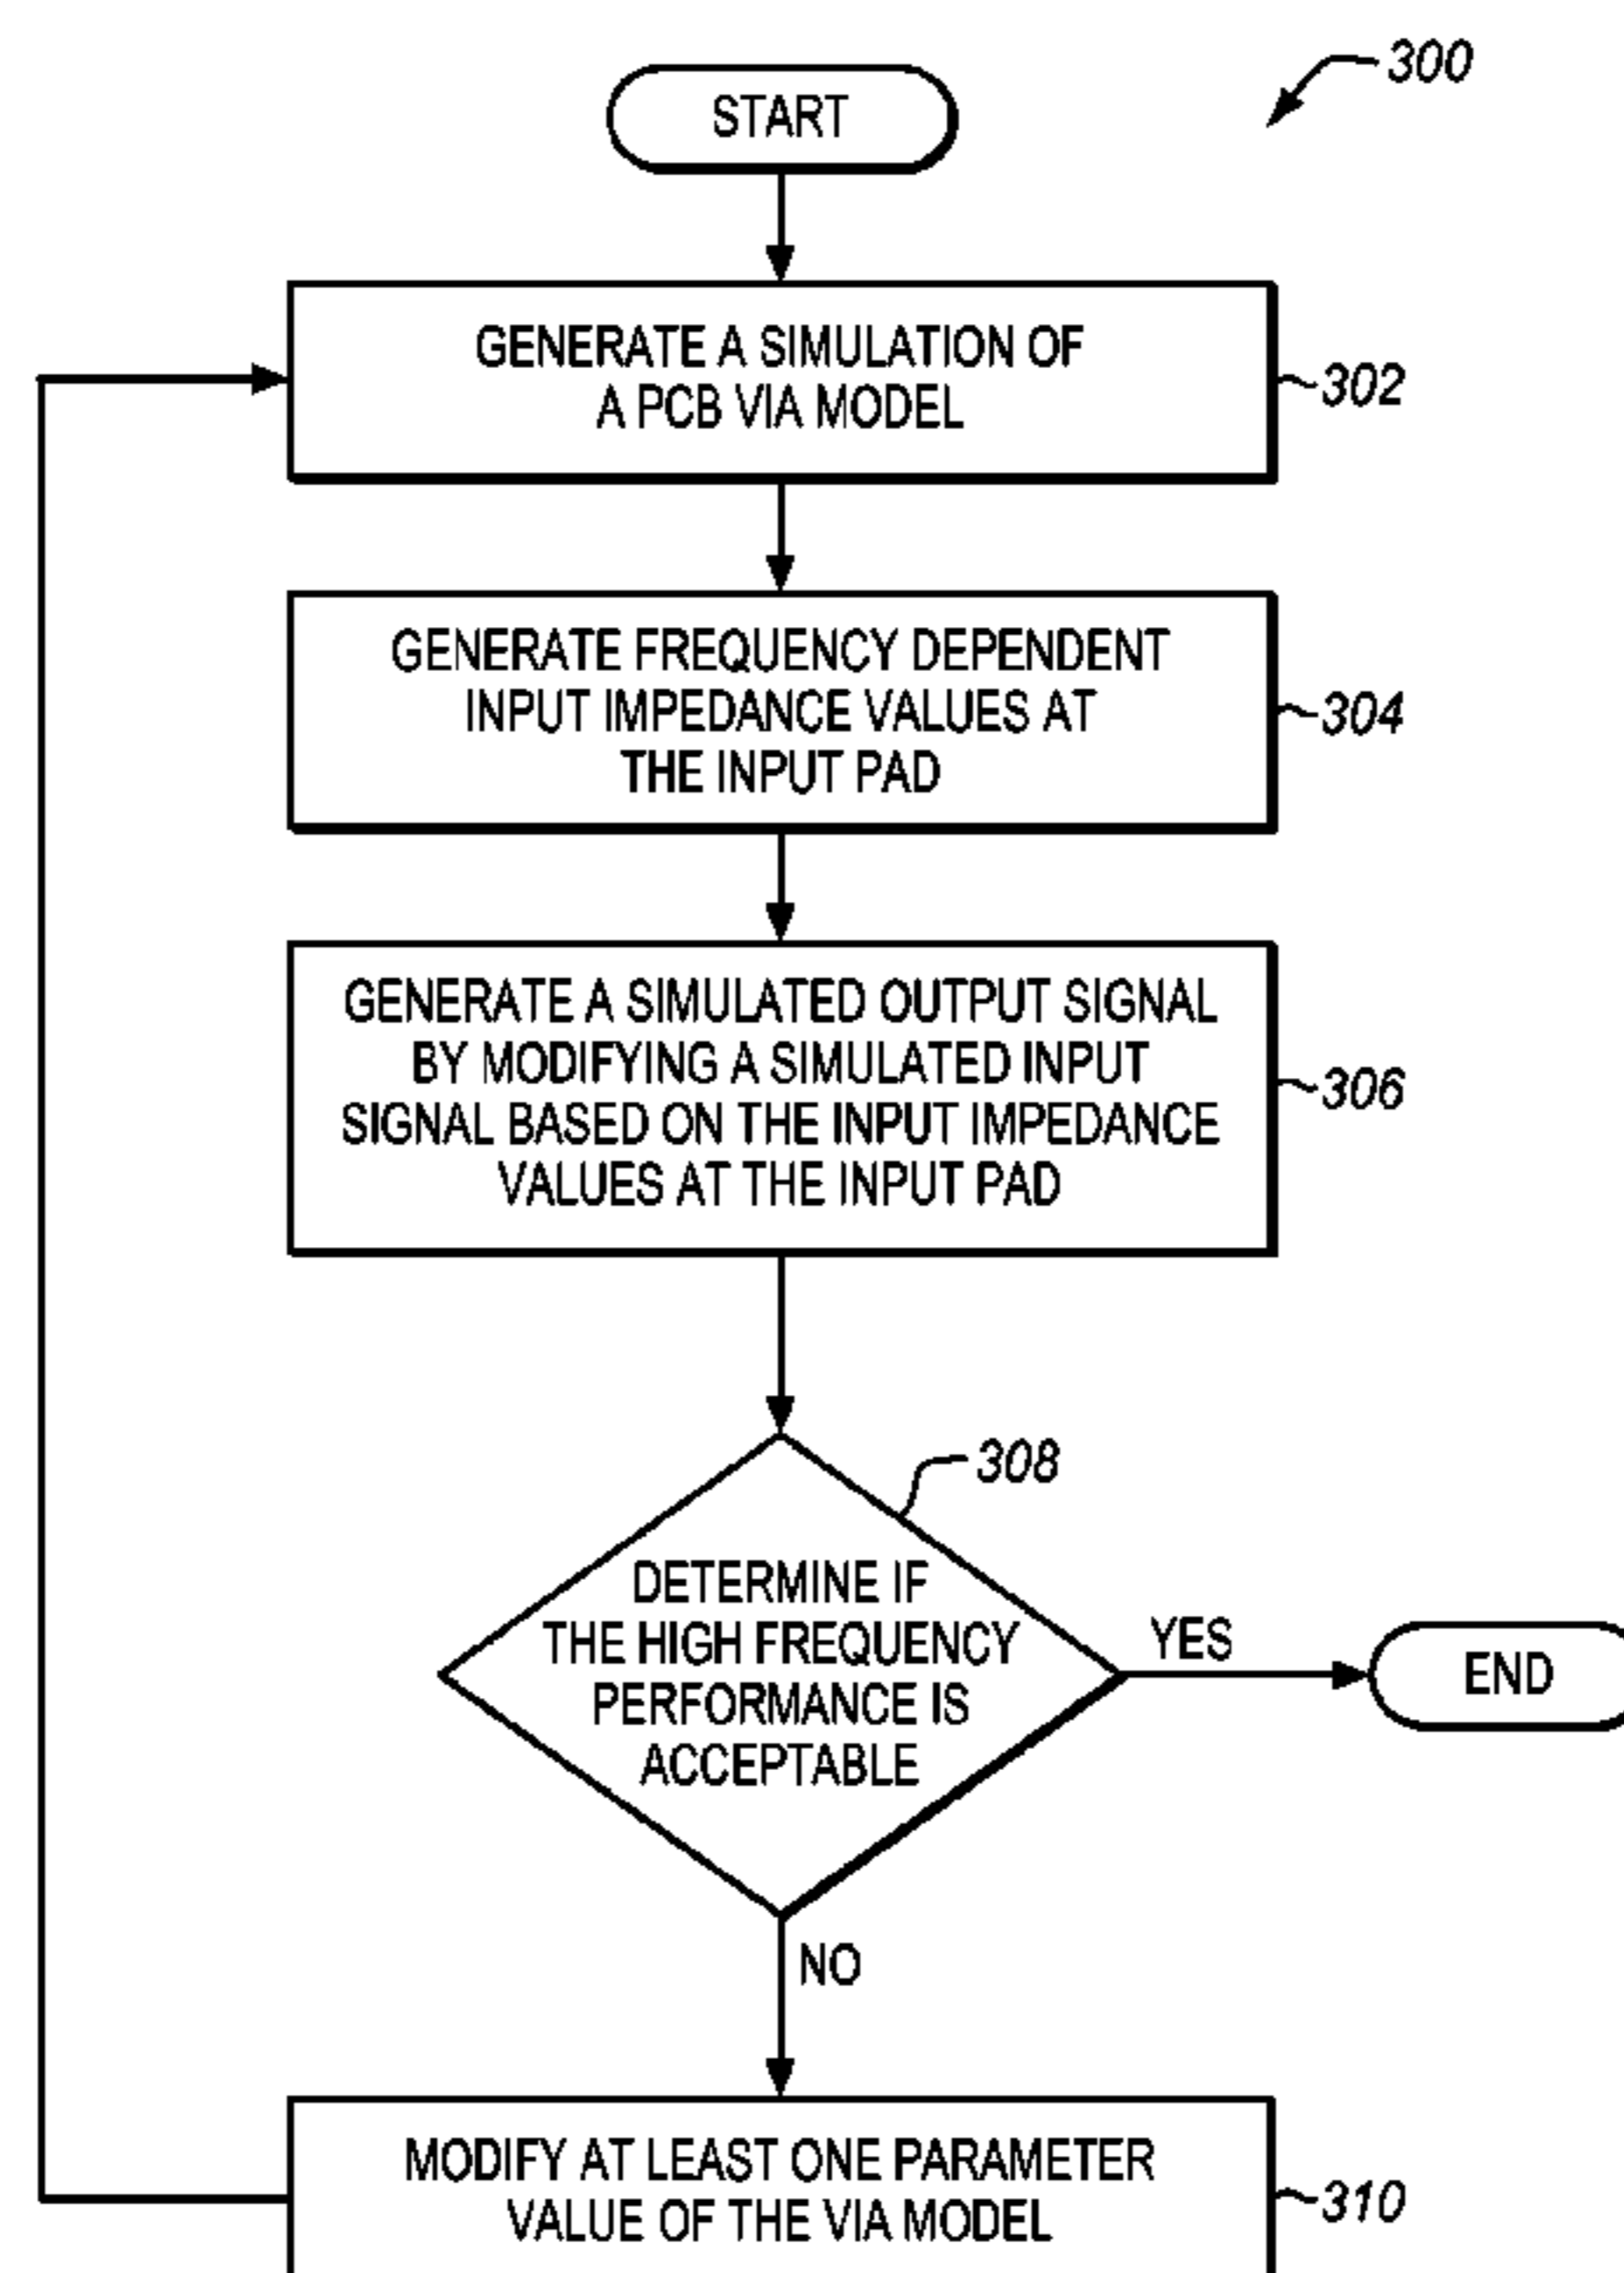 300
START
GENERATE A SIMULATION OF
A PCB VIA MODEL
302
GENERATE FREQUENCY DEPENDENT
INPUT IMPEDANCE VALUES AT
THE INPUT PAD
304
GENERATE A SIMULATED OUTPUT SIGNAL
BY MODIFYING A SIMULATED INPUT
SIGNAL BASED ON THE INPUT IMPEDANCE
VALUES AT THE INPUT PAD
306
308
DETERMINE IF
THE HIGH FREQUENCY
PERFORMANCE IS
ACCEPTABLE
YES
END
NO
MODIFY AT LEAST ONE PARAMETER
VALUE OF THE VIA MODEL
310